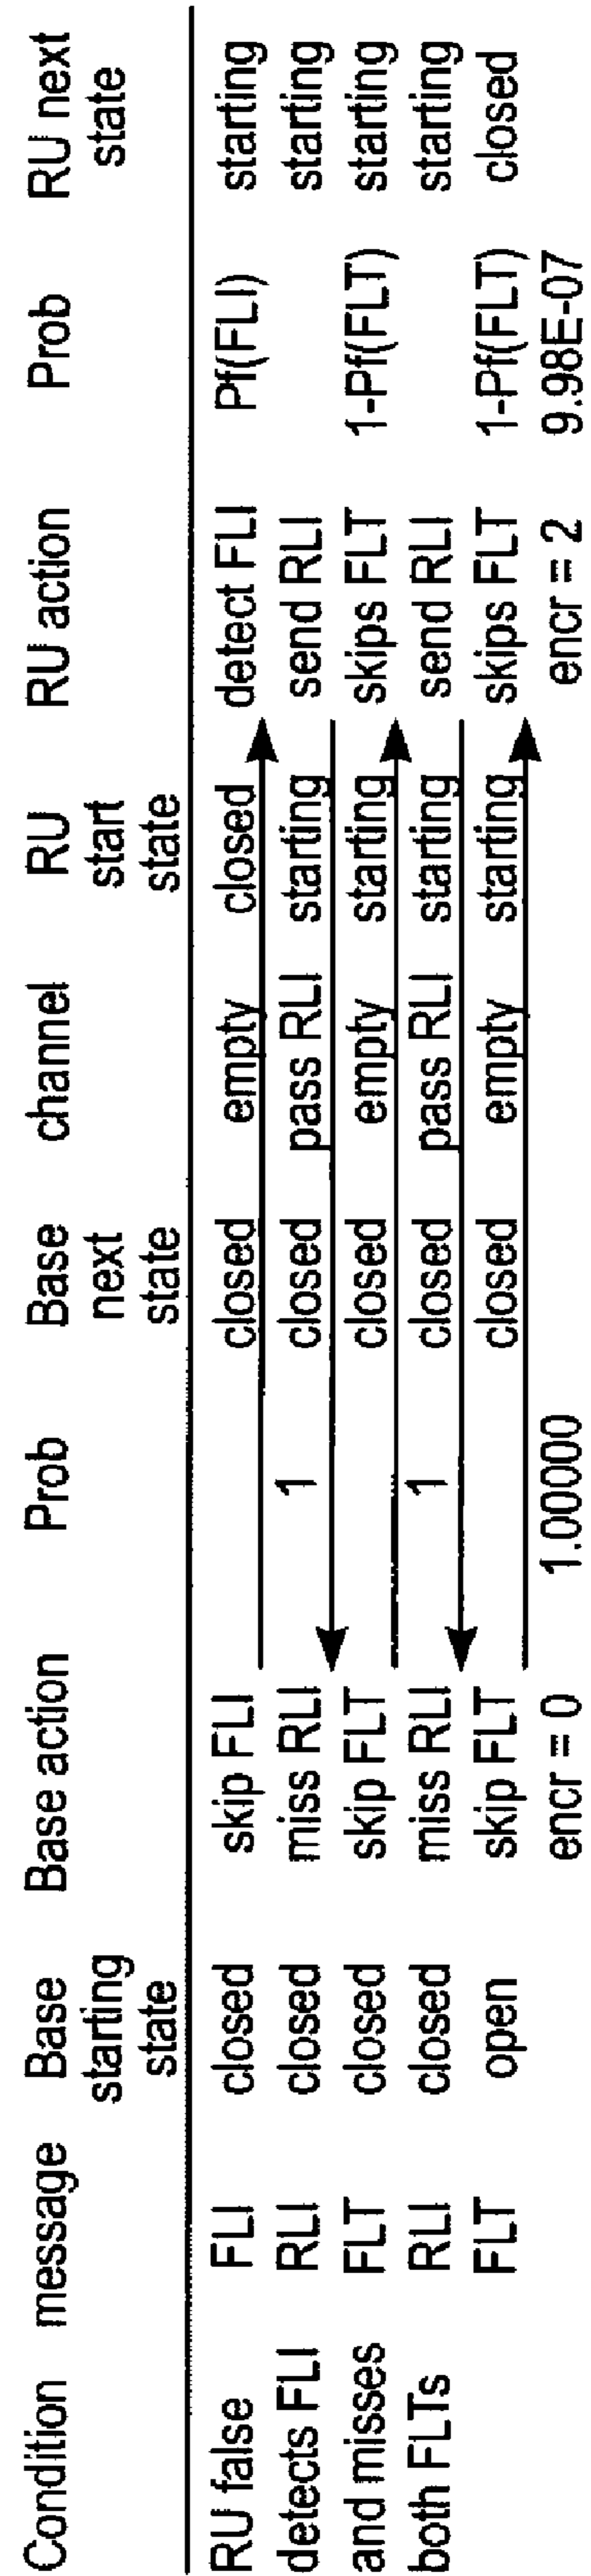 Condition message Base starting state Base action Prob Base next state channel RU start state RU action Prob RU next state
RU false FLI closed skip FLI closed empty closed detect FLI Pf(FLI) starting
detects FLI RLI closed miss RLI 1 closed pass RLI starting send RLI starting
and misses FLT closed skip FLT closed empty starting skips FLT 1-Pf(FLT) starting
both FLTs RLI closed miss RLI 1 closed pass RLI starting send RLI starting
FLT open skip FLT closed empty starting skips FLT 1-Pf(FLT) closed
encr = 0 1.00000 encr = 2 9.98E-07